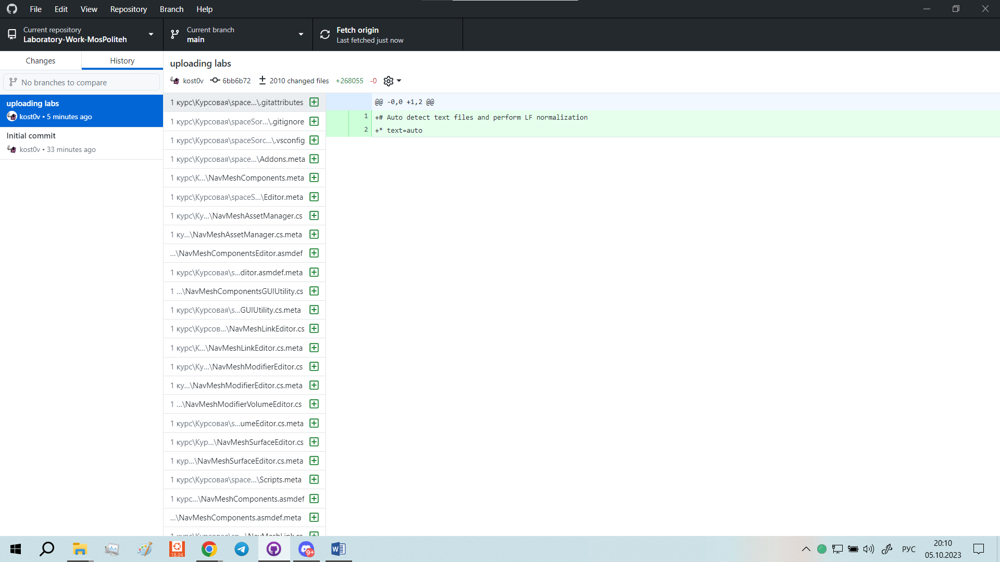 File Edit View Repository Branch Help
Current repository
Laboratory-Work-MosPoliteh
Current branch
main
Fetch origin
Last fetched just now
Changes
History
No branches to compare
uploading labs
kost0v • 5 minutes ago
Initial commit
kost0v • 33 minutes ago
uploading labs
kost0v 6bb6b72 2010 changed files +268055 -0
1 курс\Курсовая\space...\.gitattributes
1 курс\Курсовая\spaceSor...\.gitignore
1 курс\Курсовая\spaceSorc...\.vsconfig
1 курс\Курсовая\space...\Addons.meta
1 курс\К...\NavMeshComponents.meta
1 курс\Курсовая\spaceS...\Editor.meta
1 курс\Ку...\NavMeshAssetManager.cs
1 ку...\NavMeshAssetManager.cs.meta
...\NavMeshComponentsEditor.asmdef
1 курс\Курсовая\s...ditor.asmdef.meta
1 ...\NavMeshComponentsGUIUtility.cs
1 курс\Курсовая\s...GUIUtility.cs.meta
1 курс\Курсов...\NavMeshLinkEditor.cs
1 курс\К...\NavMeshLinkEditor.cs.meta
1 курс\Ку...\NavMeshModifierEditor.cs
1 ку...\NavMeshModifierEditor.cs.meta
1 ...\NavMeshModifierVolumeEditor.cs
1 курс\Курсовая\s...umeEditor.cs.meta
1 курс\Кур...\NavMeshSurfaceEditor.cs
1 кур...\NavMeshSurfaceEditor.cs.meta
1 курс\Курсовая\space...\Scripts.meta
1 курс...\NavMeshComponents.asmdef
...\NavMeshComponents.asmdef.meta
1 курс\Курсовая\sp...\NavMeshLink.cs
@@ -0,0 +1,2 @@
1 +# Auto detect text files and perform LF normalization
2 +* text=auto
18.04
9+
РУС
20:10
05.10.2023